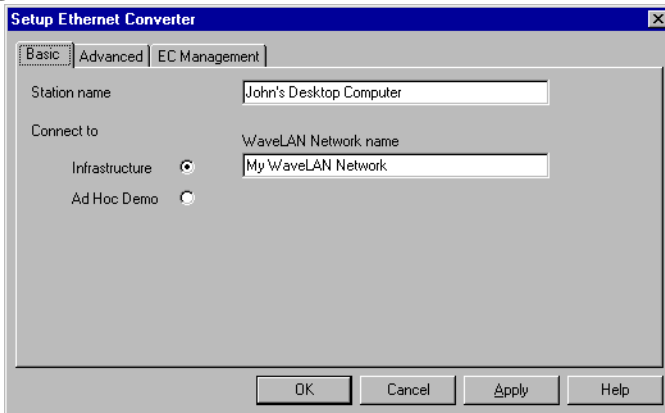 Setup Ethernet Converter
Basic Advanced EC Management
Station name John's Desktop Computer
Connect to
WaveLAN Network name
Infrastructure My WaveLAN Network
Ad Hoc Demo
OK Cancel Apply Help